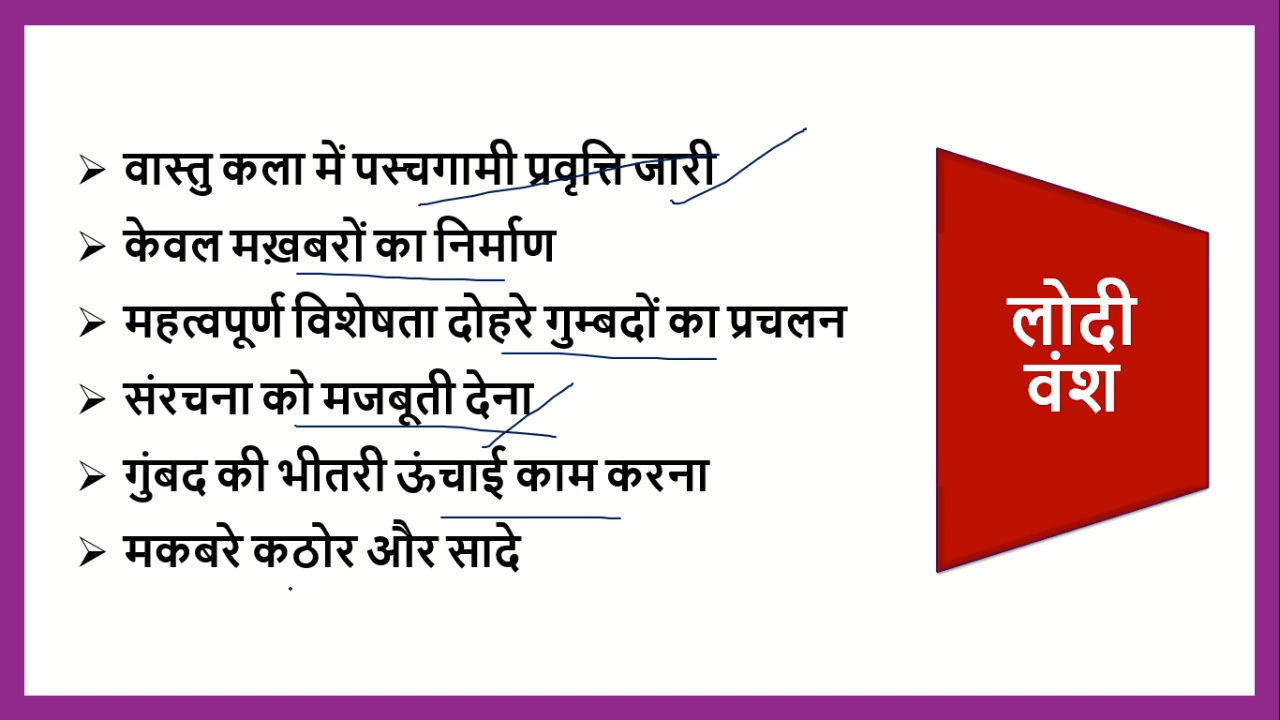 वास्तु कला में पस्चगामी प्रवृत्ति जारी
केवल मख़बरों का निर्माण
महत्वपूर्ण विशेषता दोहरे गुम्बदों का प्रचलन
संरचना को मजबूती देना
गुंबद की भीतरी ऊंचाई काम करना
मकबरे कठोर और सादे
लोदी
वंश